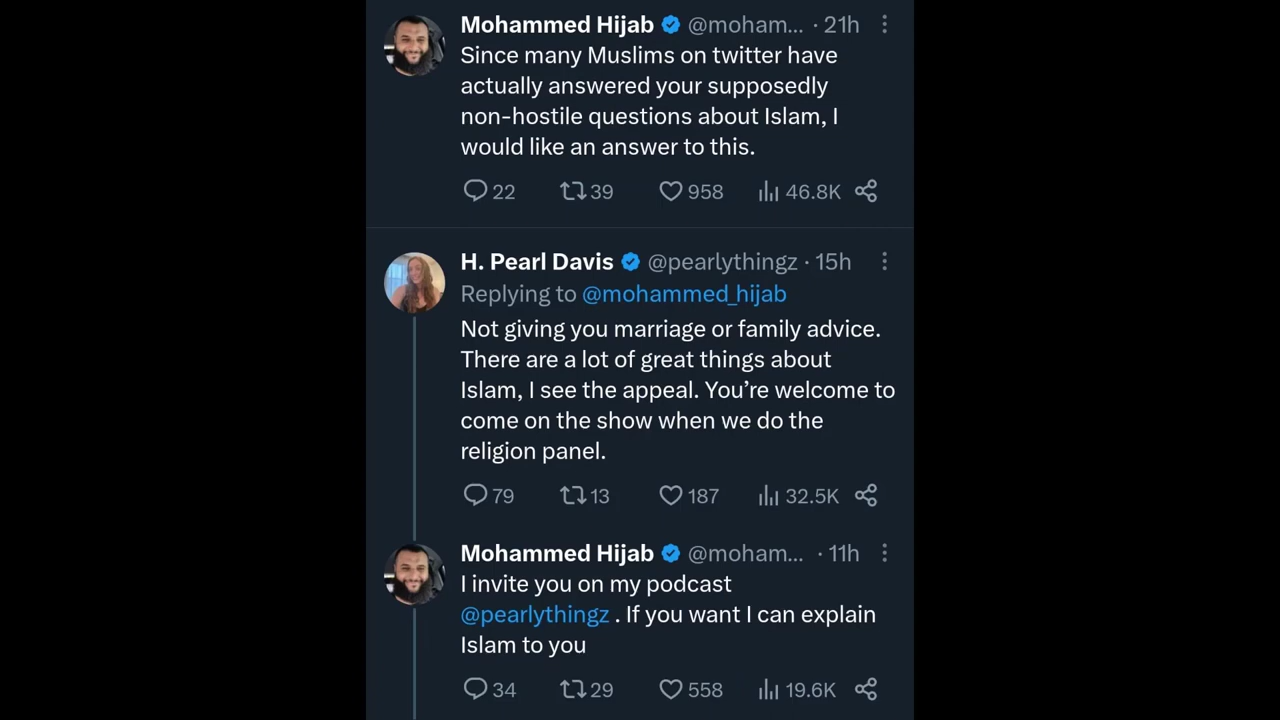 Mohammed Hijab @moham... · 21h
Since many Muslims on twitter have
actually answered your supposedly
non-hostile questions about Islam, I
would like an answer to this.
22 39 958 46.8K
H. Pearl Davis @pearlythingz · 15h
Replying to @mohammed_hijab
Not giving you marriage or family advice.
There are a lot of great things about
Islam, I see the appeal. You’re welcome to
come on the show when we do the
religion panel.
79 13 187 32.5K
Mohammed Hijab @moham... · 11h
I invite you on my podcast
@pearlythingz . If you want I can explain
Islam to you
34 29 558 19.6K